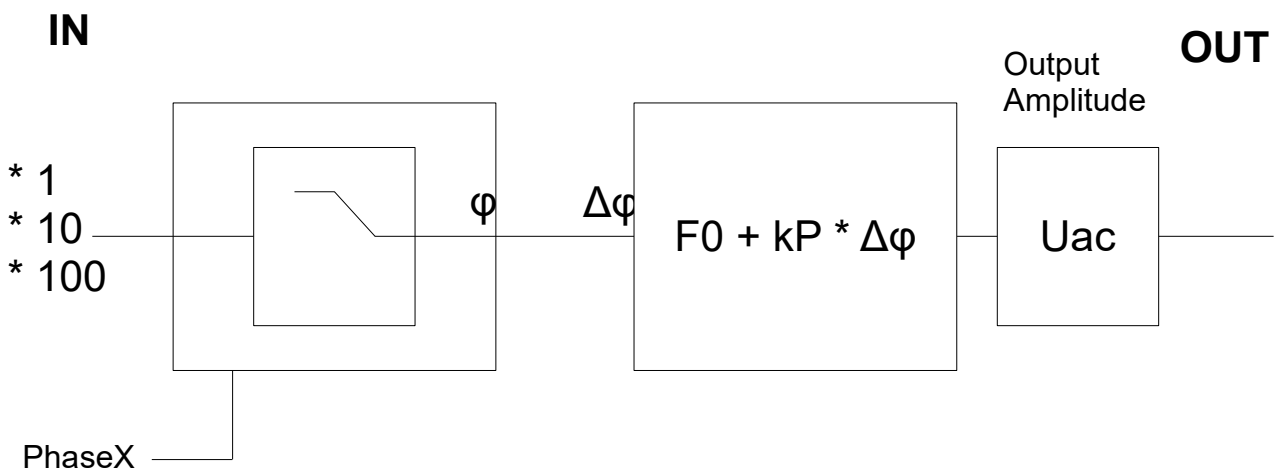 IN
OUT
Output
Amplitude
* 1
* 10
* 100
φ
Δφ
F0 + kP * Δφ
Uac
PhaseX